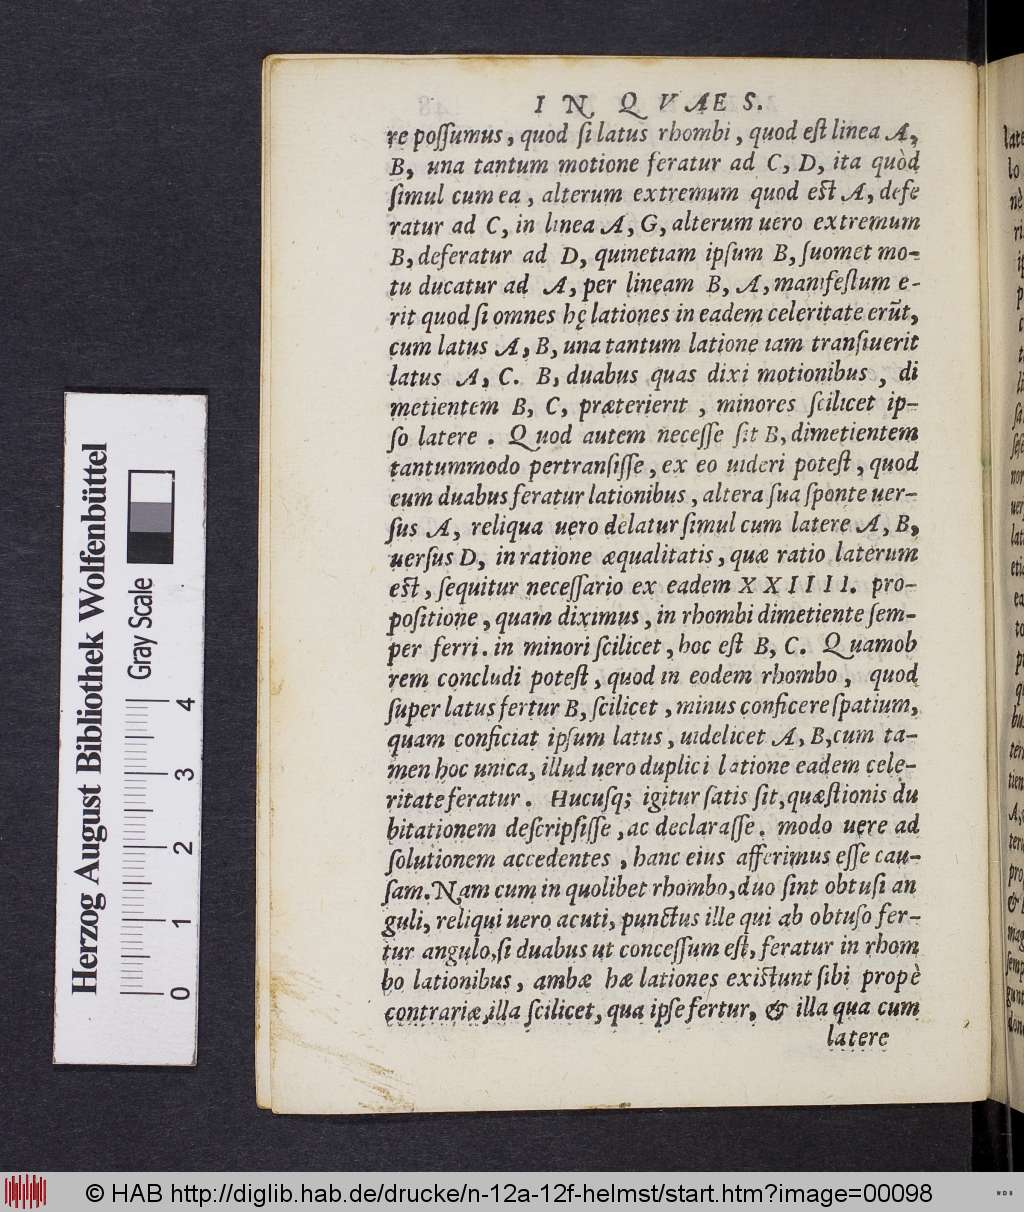 IN QVAES.
re possumus, quod si latus rhombi, quod est linea A,
B, una tantum motione feratur ad C, D, ita quòd
simul cum ea, alterum extremum quod est A, defe
ratur ad C, in linea A, G, alterum uero extremum
B, deferatur ad D, quinetiam ipsum B, suomet mo-
tu ducatur ad A, per lineam B, A, manifestum e-
rit quod si omnes hę lationes in eadem celeritate erũt,
cum latus A, B, una tantum latione iam transiuerit
latus A, C. B, duabus quas dixi motionibus, di
metientem B, C, præterierit, minores scilicet ip-
so latere. Quod autem necesse sit B, dimetientem
tantummodo pertransisse, ex eo uideri potest, quod
cum duabus feratur lationibus, altera sua sponte uer-
sus A, reliqua uero delatur simul cum latere A, B,
uersus D, in ratione æqualitatis, quæ ratio laterum
est, sequitur necessario ex eadem XXIIII. pro-
positione, quam diximus, in rhombi dimetiente sem-
per ferri. in minori scilicet, hoc est B, C. Quamob
rem concludi potest, quod in eodem rhombo, quod
super latus fertur B, scilicet, minus conficere spatium,
quam conficiat ipsum latus, uidelicet A, B, cum ta-
men hoc unica, illud uero duplici latione eadem cele-
ritate feratur. Hucusq; igitur satis sit, quæstionis du
bitationem descripsisse, ac declarasse. modo uere ad
solutionem accedentes, hanc eius afferimus esse cau-
sam. Nam cum in quolibet rhombo, duo sint obtusi an
guli, reliqui uero acuti, punctus ille qui ab obtuso fer-
tur angulo, si duabus ut concessum est, feratur in rhom
bo lationibus, ambæ hæ lationes existunt sibi propè
contrariæ, illa scilicet, qua ipse fertur, & illa qua cum
latere
Herzog August Bibliothek Wolfenbüttel
Gray Scale
0 1 2 3 4
© HAB http://diglib.hab.de/drucke/n-12a-12f-helmst/start.htm?image=00098